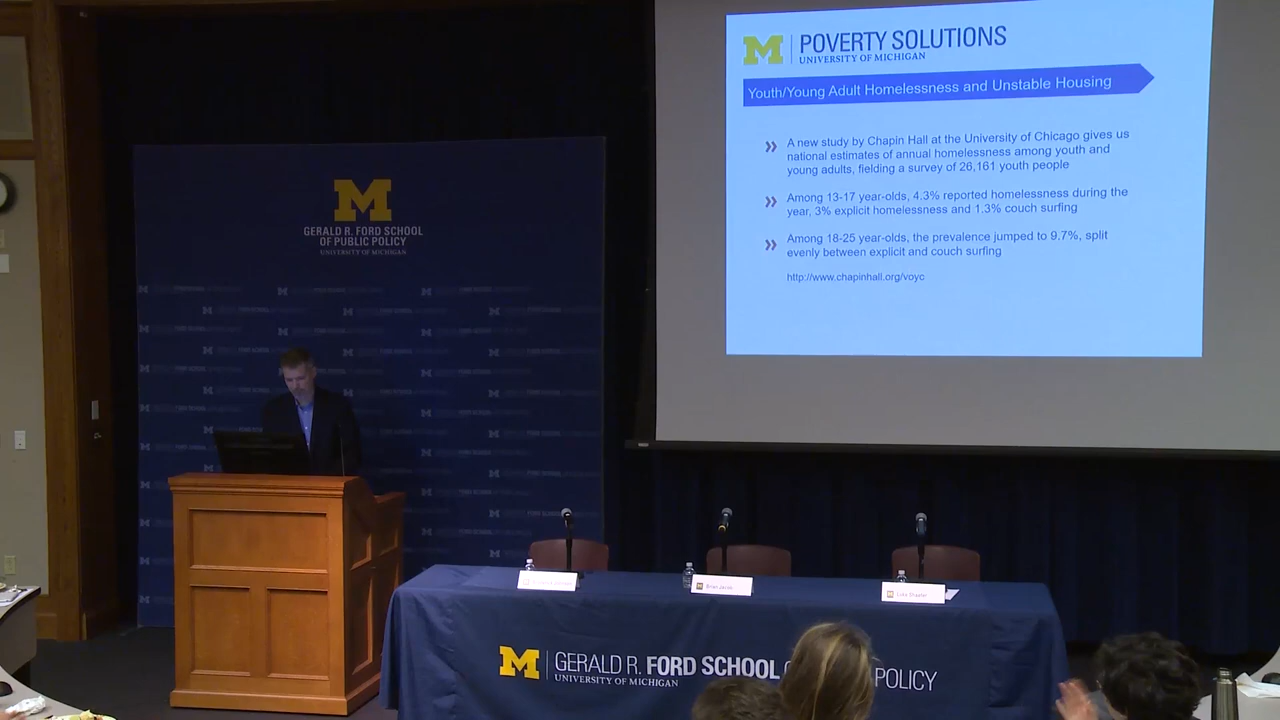 M POVERTY SOLUTIONS
UNIVERSITY OF MICHIGAN
Youth/Young Adult Homelessness and Unstable Housing
A new study by Chapin Hall at the University of Chicago gives us
national estimates of annual homelessness among youth and
young adults, fielding a survey of 26,161 youth people
Among 13-17 year-olds, 4.3% reported homelessness during the
year, 3% explicit homelessness and 1.3% couch surfing
Among 18-25 year-olds, the prevalence jumped to 9.7%, split
evenly between explicit and couch surfing
http://www.chapinhall.org/voyc
M
GERALD R. FORD SCHOOL
OF PUBLIC POLICY
UNIVERSITY OF MICHIGAN
Brian Jacob
Luke Shaefer
M GERALD R. FORD SCHOOL POLICY
UNIVERSITY OF MICHIGAN